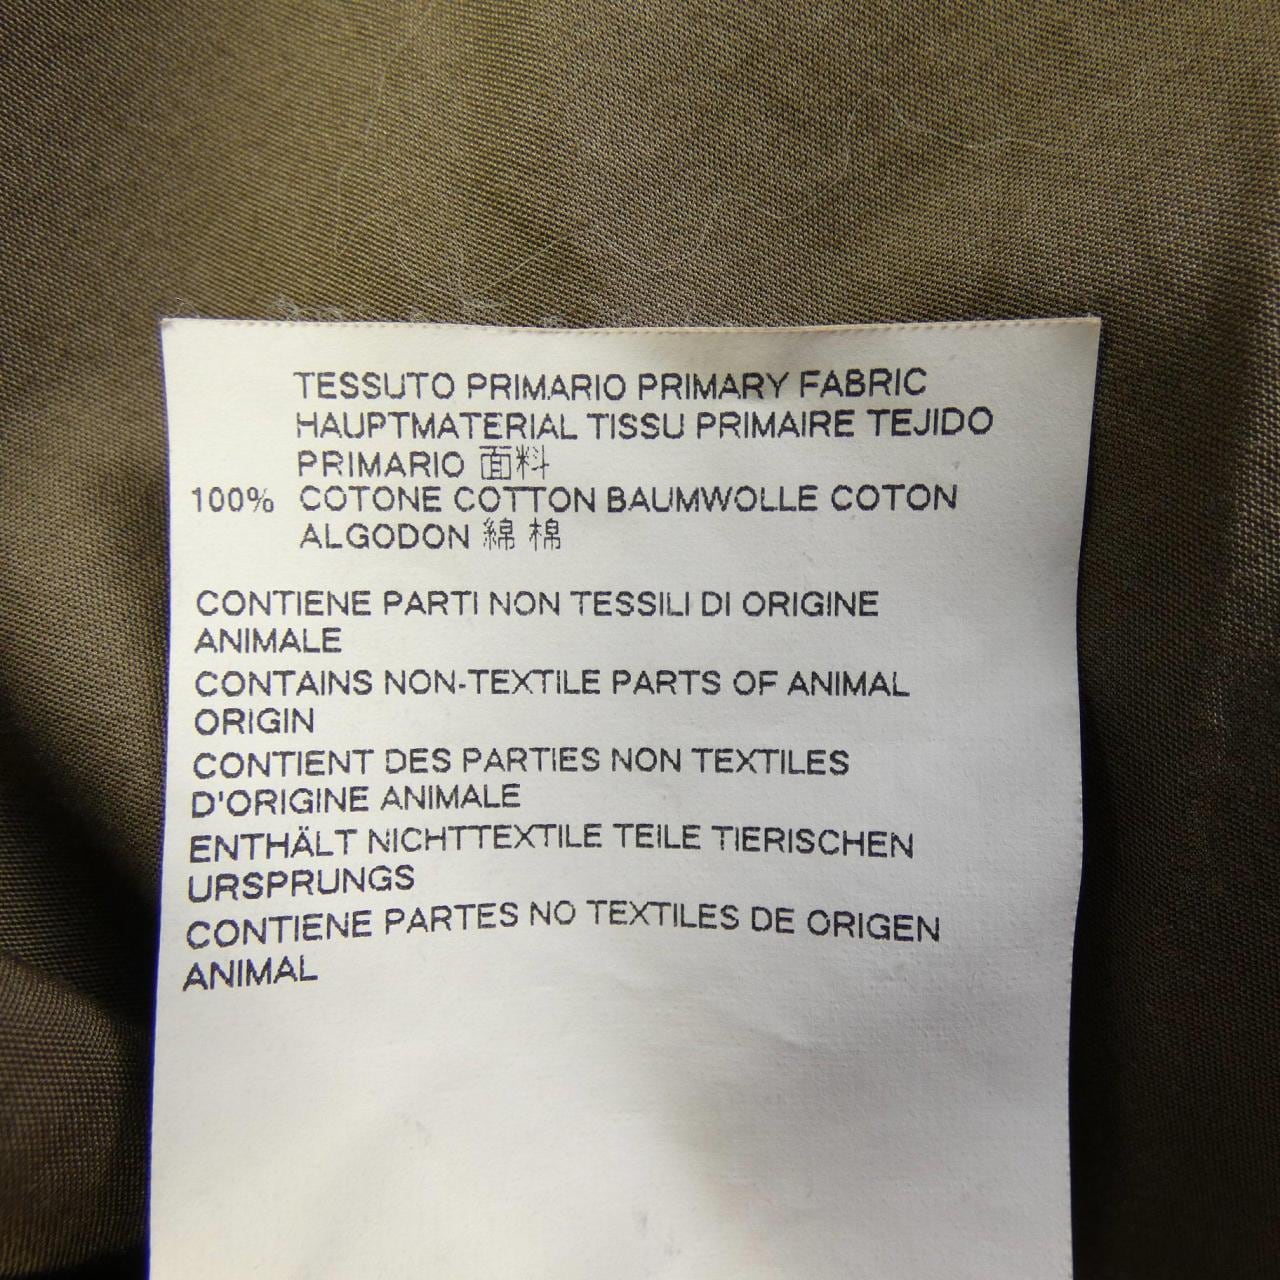 TESSUTO PRIMARIO PRIMARY FABRIC
HAUPTMATERIAL TISSU PRIMAIRE TEJIDO
PRIMARIO 面料
100% COTONE COTTON BAUMWOLLE COTON
ALGODON 綿 棉
CONTIENE PARTI NON TESSILI DI ORIGINE
ANIMALE
CONTAINS NON-TEXTILE PARTS OF ANIMAL
ORIGIN
CONTIENT DES PARTIES NON TEXTILES
D'ORIGINE ANIMALE
ENTHÄLT NICHTTEXTILE TEILE TIERISCHEN
URSPRUNGS
CONTIENE PARTES NO TEXTILES DE ORIGEN
ANIMAL